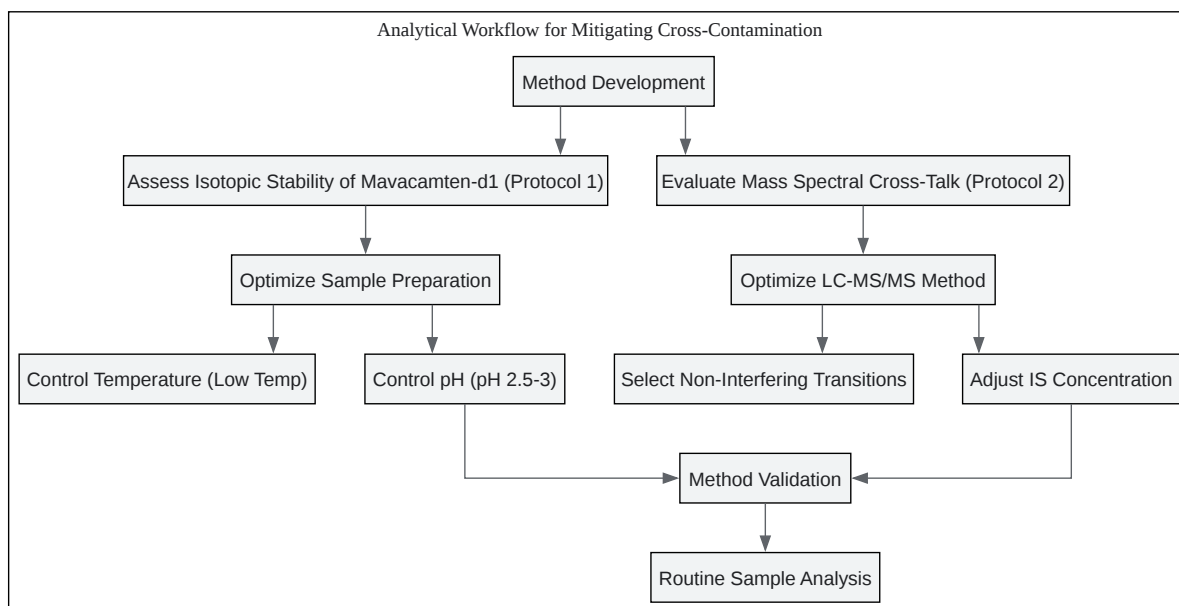 Analytical Workflow for Mitigating Cross-Contamination
Method Development
Assess Isotopic Stability of Mavacamten-d1 (Protocol 1)
Evaluate Mass Spectral Cross-Talk (Protocol 2)
Optimize Sample Preparation
Optimize LC-MS/MS Method
Control Temperature (Low Temp)
Control pH (pH 2.5-3)
Select Non-Interfering Transitions
Adjust IS Concentration
Method Validation
Routine Sample Analysis